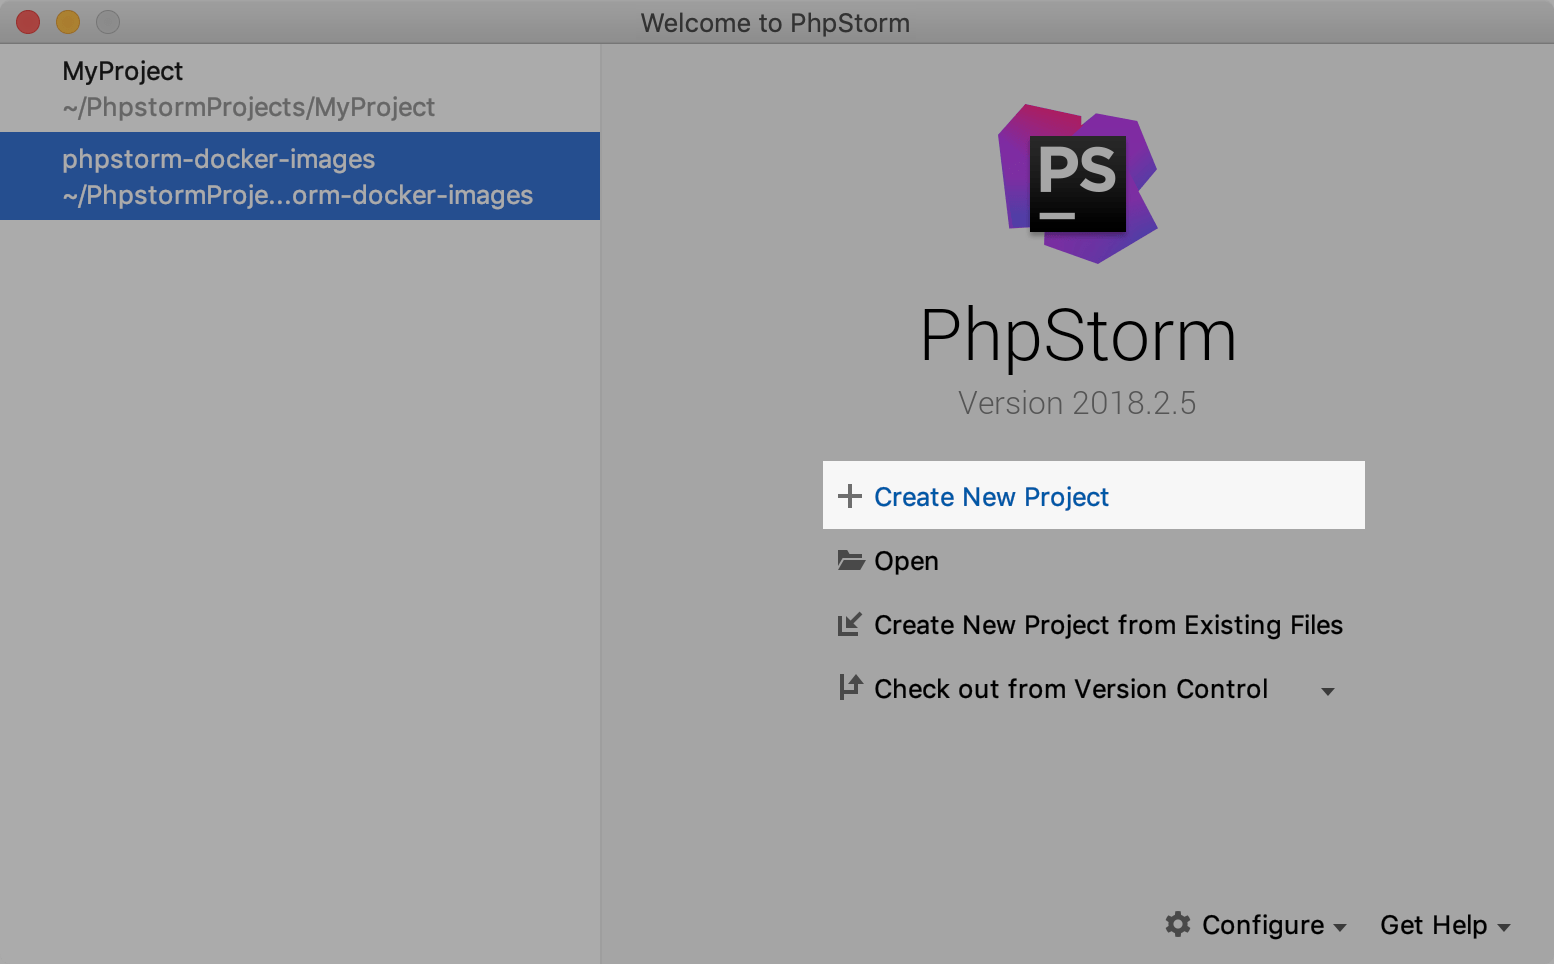 Welcome to PhpStorm
MyProject
~/PhpstormProjects/MyProject
phpstorm-docker-images
~/PhpstormProje...orm-docker-images
PS
PhpStorm
Version 2018.2.5
Create New Project
Open
Create New Project from Existing Files
Check out from Version Control
Configure
Get Help